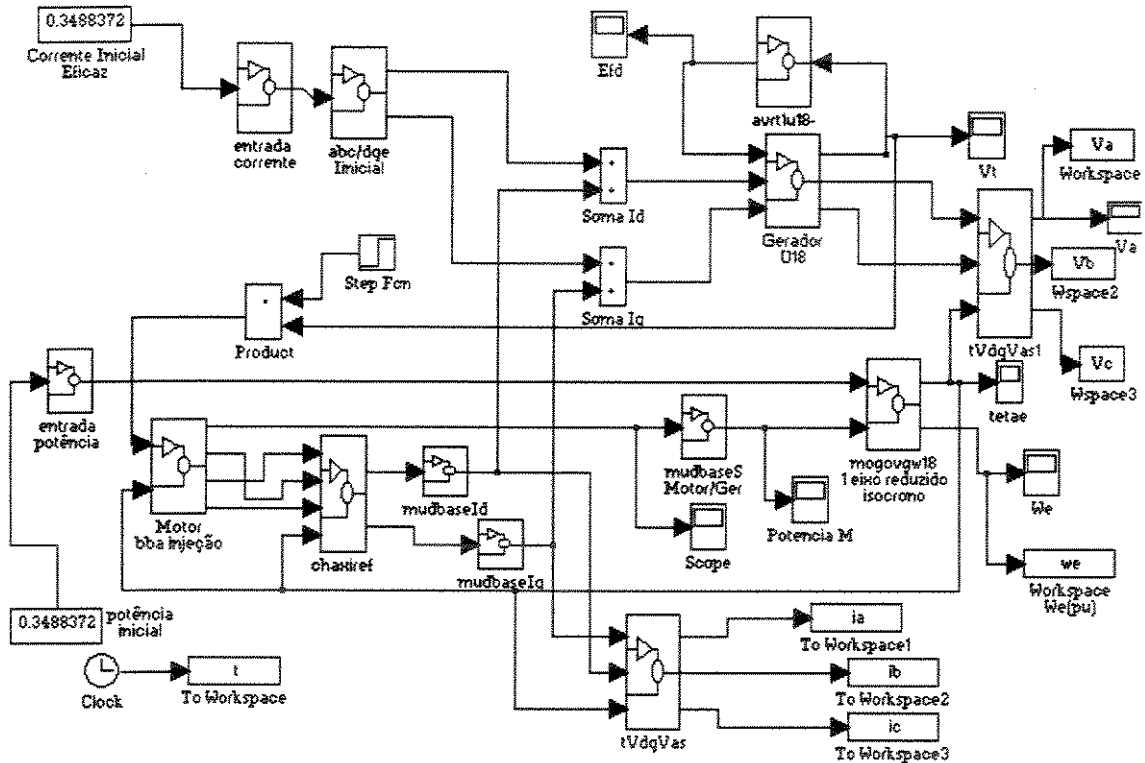 0.3488372
Corrente Inicial
Eficaz
entrada
corrente
abc/dqe
Iinicial
Efd
avrtlu18-
Vt
Va
Workspace
Va
Soma Id
Gerador
D18
Vb
Wspace2
Step Fcn
Soma Iq
Product
tVdqVas1
Vc
Wspace3
entrada
potência
tetae
mudbaseS
Motor/Ger
mogovgw18
1 eixo reduzido
isocrono
Motor
bba injeção
mudbaseId
chaxiref
mudbaseIq
Scope
Potencia M
We
we
Workspace
We(pu)
0.3488372
potência
inicial
Clock
t
To Workspace
ia
To Workspace1
ib
To Workspace2
ic
To Workspace3
tVdqVas